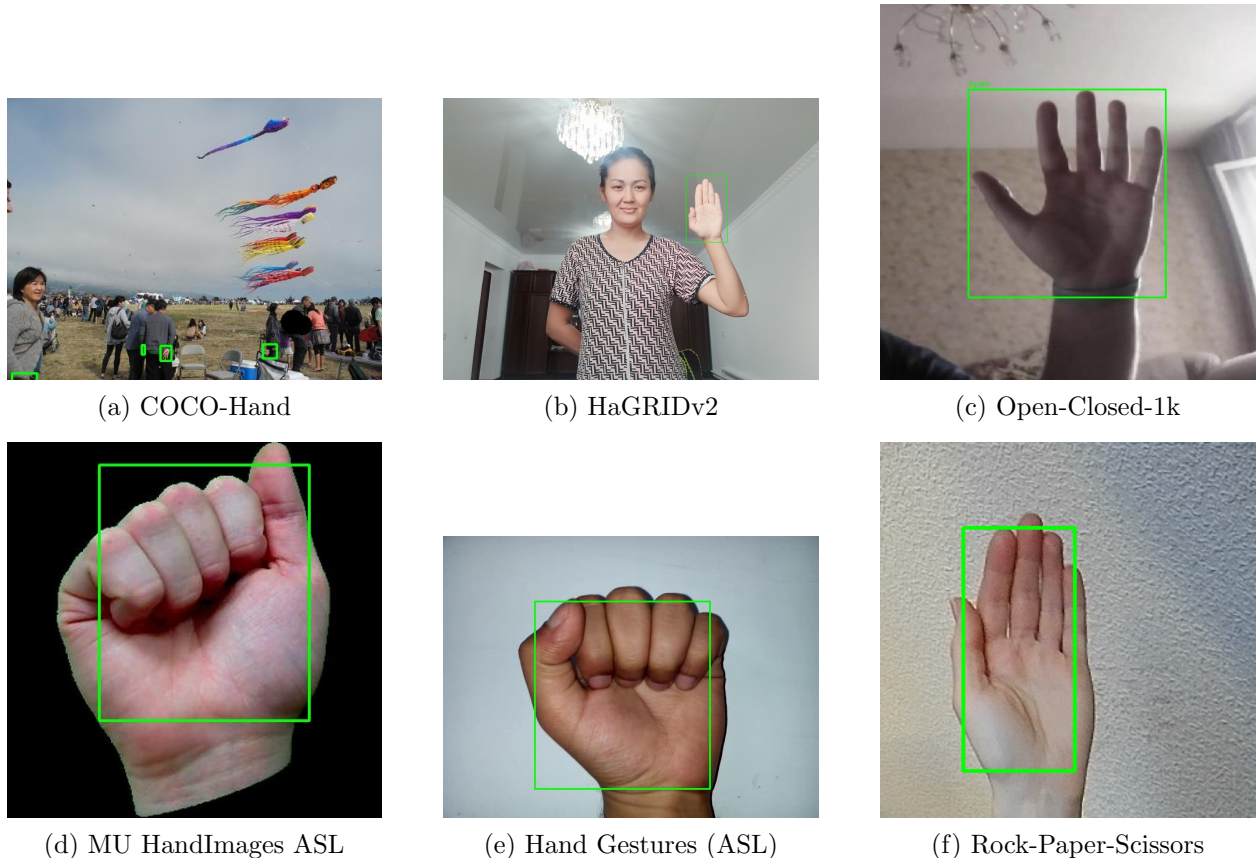 (a) COCO-Hand
(b) HaGRIDv2
(c) Open-Closed-1k
(d) MU HandImages ASL
(e) Hand Gestures (ASL)
(f) Rock-Paper-Scissors